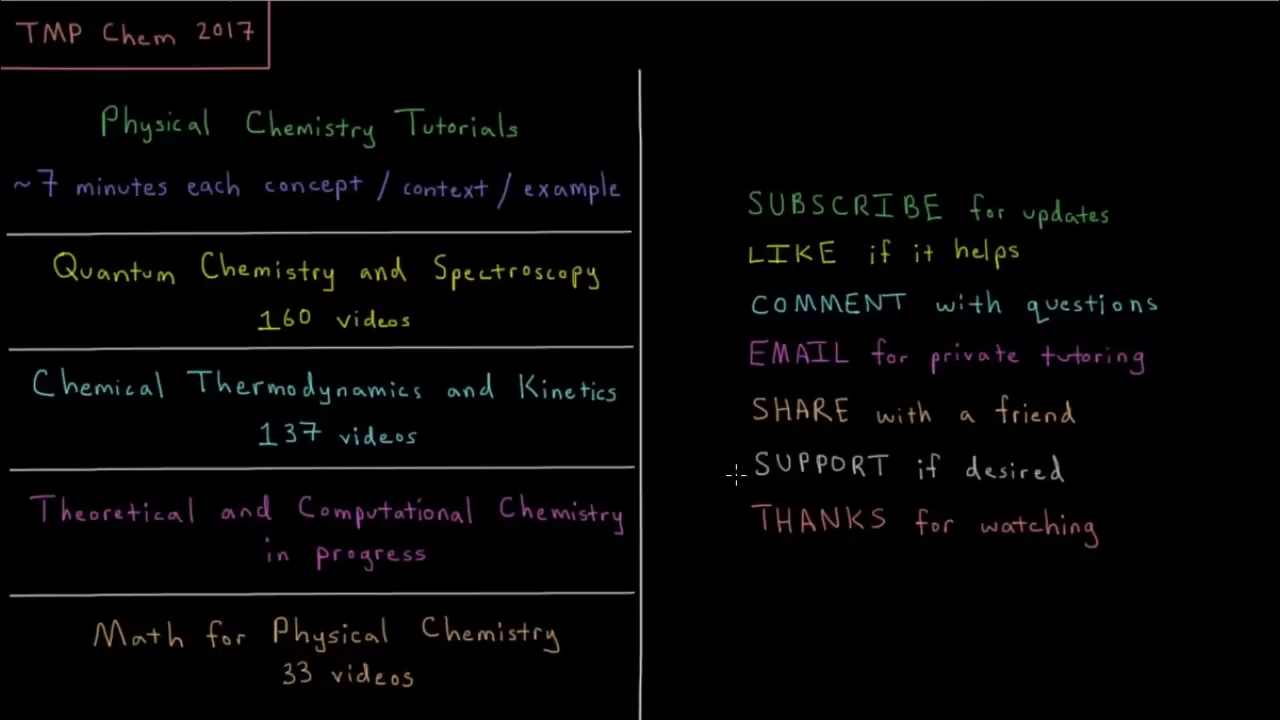 TMP Chem 2017
Physical Chemistry Tutorials
~7 minutes each concept / context / example
Quantum Chemistry and Spectroscopy
160 videos
Chemical Thermodynamics and Kinetics
137 videos
Theoretical and Computational Chemistry
in progress
Math for Physical Chemistry
33 videos
SUBSCRIBE for updates
LIKE if it helps
COMMENT with questions
EMAIL for private tutoring
SHARE with a friend
SUPPORT if desired
THANKS for watching